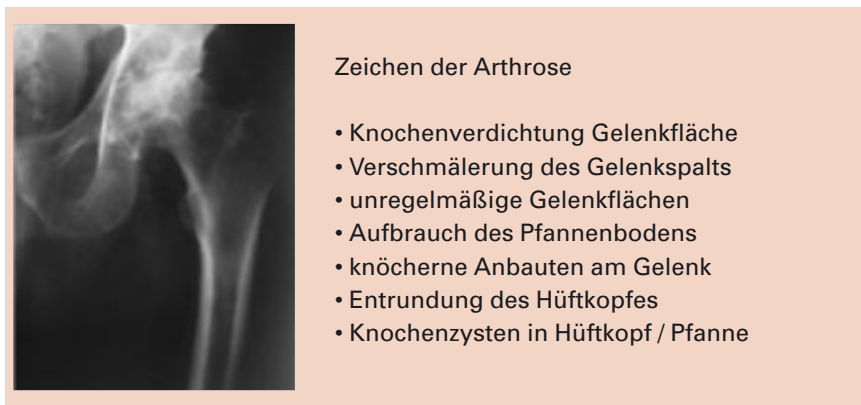 Zeichen der Arthrose
• Knochenverdichtung Gelenkfläche
• Verschmälerung des Gelenkspalts
• unregelmäßige Gelenkflächen
• Aufbrauch des Pfannenbodens
• knöcherne Anbauten am Gelenk
• Entrundung des Hüftkopfes
• Knochenzysten in Hüftkopf / Pfanne